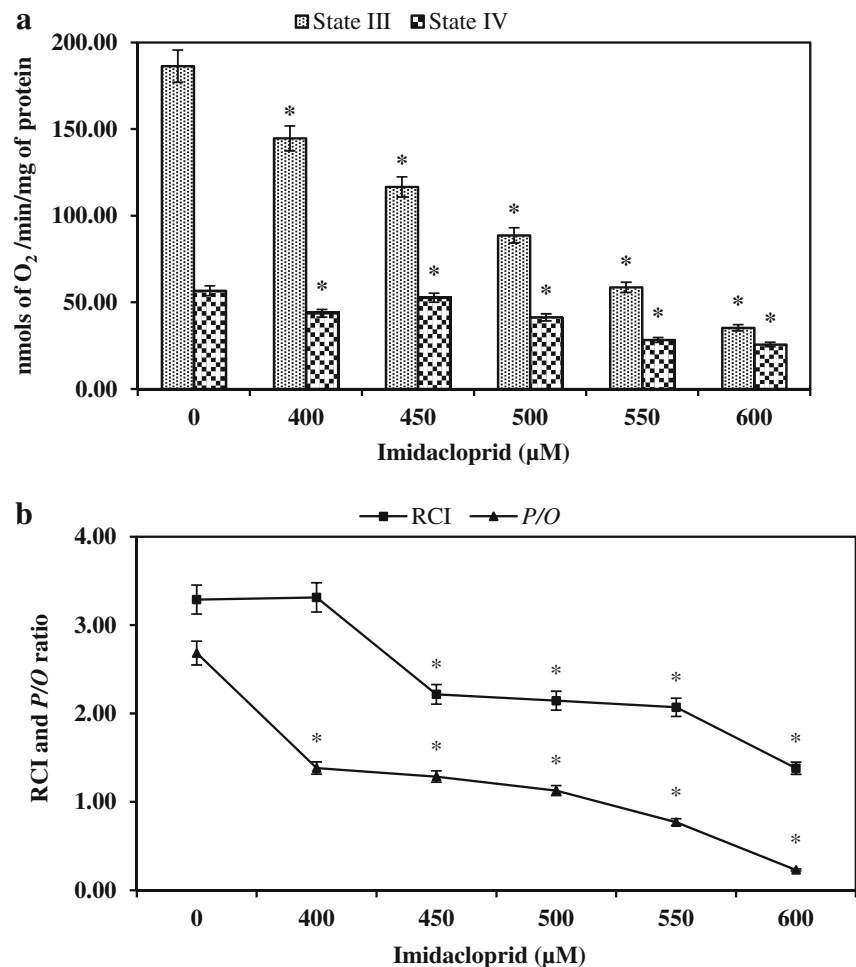 a
State III State IV
nmols of O₂ /min/mg of protein
200.00
150.00
100.00
50.00
0.00
* * * * *
* * * * *
0 400 450 500 550 600
Imidacloprid (µM)
b
RCI P/O
RCI and P/O ratio
4.00
3.00
2.00
1.00
0.00
* * * *
* * * * *
0 400 450 500 550 600
Imidacloprid (µM)